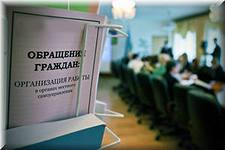 ОБРАЩЕНИЯ
ГРАЖДАН:
ОРГАНИЗАЦИЯ РАБОТЫ
в органах местного
самоуправления